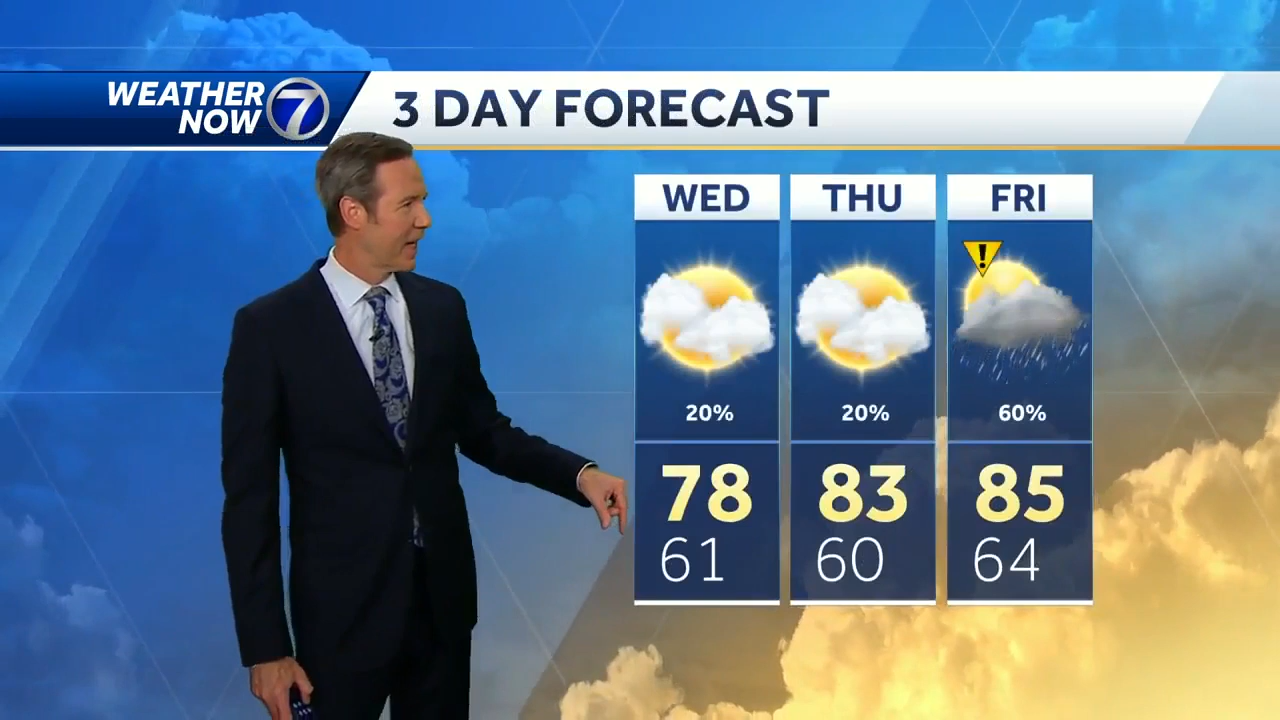 WEATHER
NOW 7
3 DAY FORECAST
WED THU FRI
!
20% 20% 60%
78 83 85
61 60 64